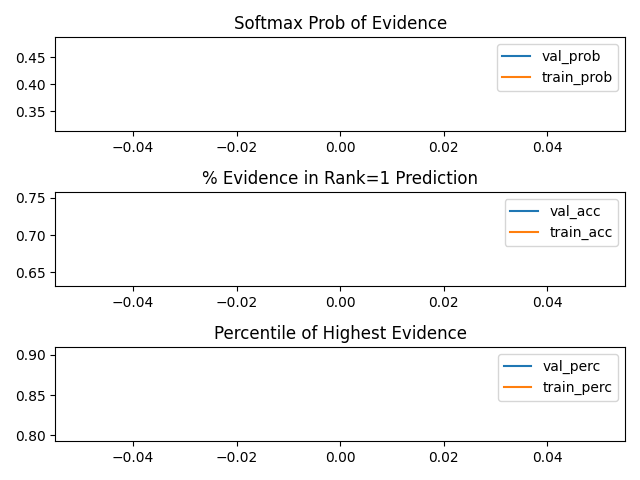 Softmax Prob of Evidence
0.45
0.40
0.35
val_prob
train_prob
−0.04 −0.02 0.00 0.02 0.04
% Evidence in Rank=1 Prediction
0.75
0.70
0.65
val_acc
train_acc
−0.04 −0.02 0.00 0.02 0.04
Percentile of Highest Evidence
0.90
0.85
0.80
val_perc
train_perc
−0.04 −0.02 0.00 0.02 0.04